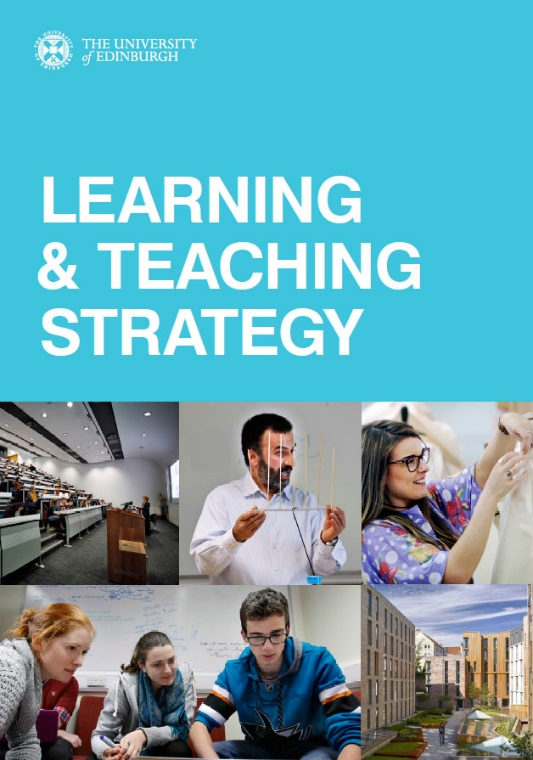 THE UNIVERSITY
of EDINBURGH
LEARNING
& TEACHING
STRATEGY